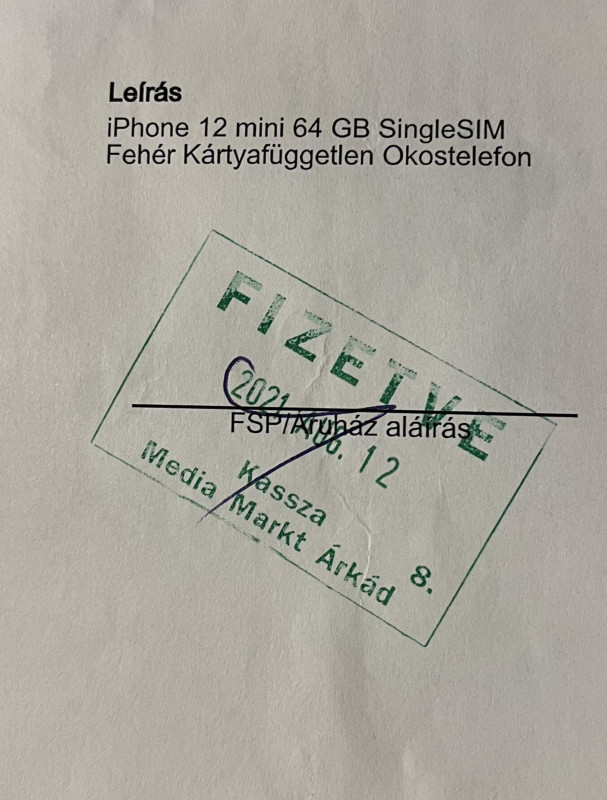 Leírás
iPhone 12 mini 64 GB SingleSIM
Fehér Kártyafüggetlen Okostelefon
FIZETVE
2021 AUG. 12
FSP/Áruház aláírás
Kassza 8.
Media Markt Árkád